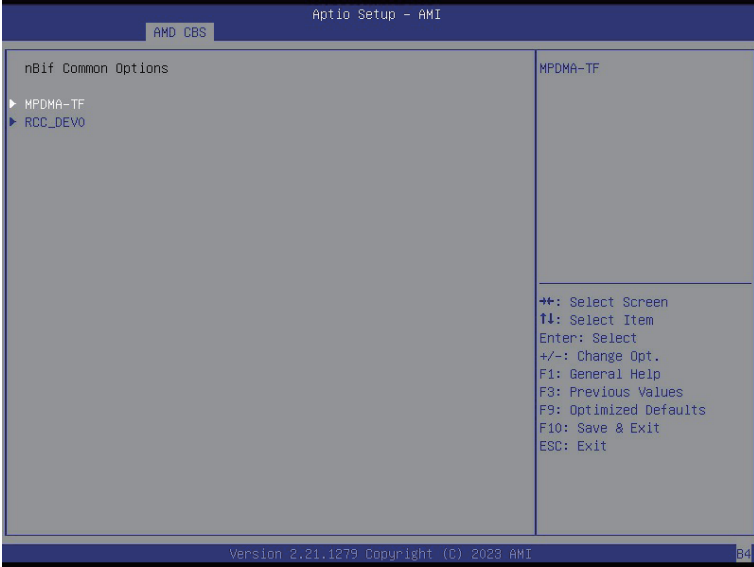 Aptio Setup – AMI
AMD CBS
nBif Common Options
MPDMA-TF
RCC_DEV0
MPDMA-TF
→←: Select Screen
↑↓: Select Item
Enter: Select
+/-: Change Opt.
F1: General Help
F3: Previous Values
F9: Optimized Defaults
F10: Save & Exit
ESC: Exit
Version 2.21.1279 Copyright (C) 2023 AMI
B4